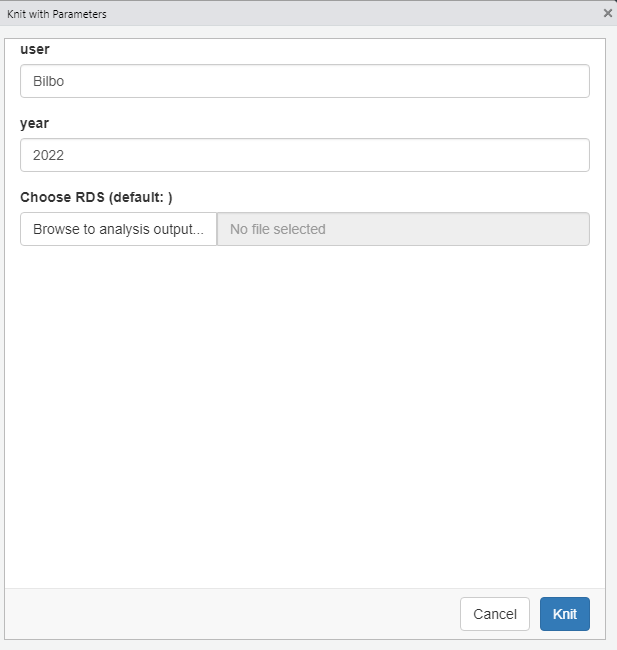 Knit with Parameters
user
Bilbo
year
2022
Choose RDS (default: )
Browse to analysis output... No file selected
Cancel Knit